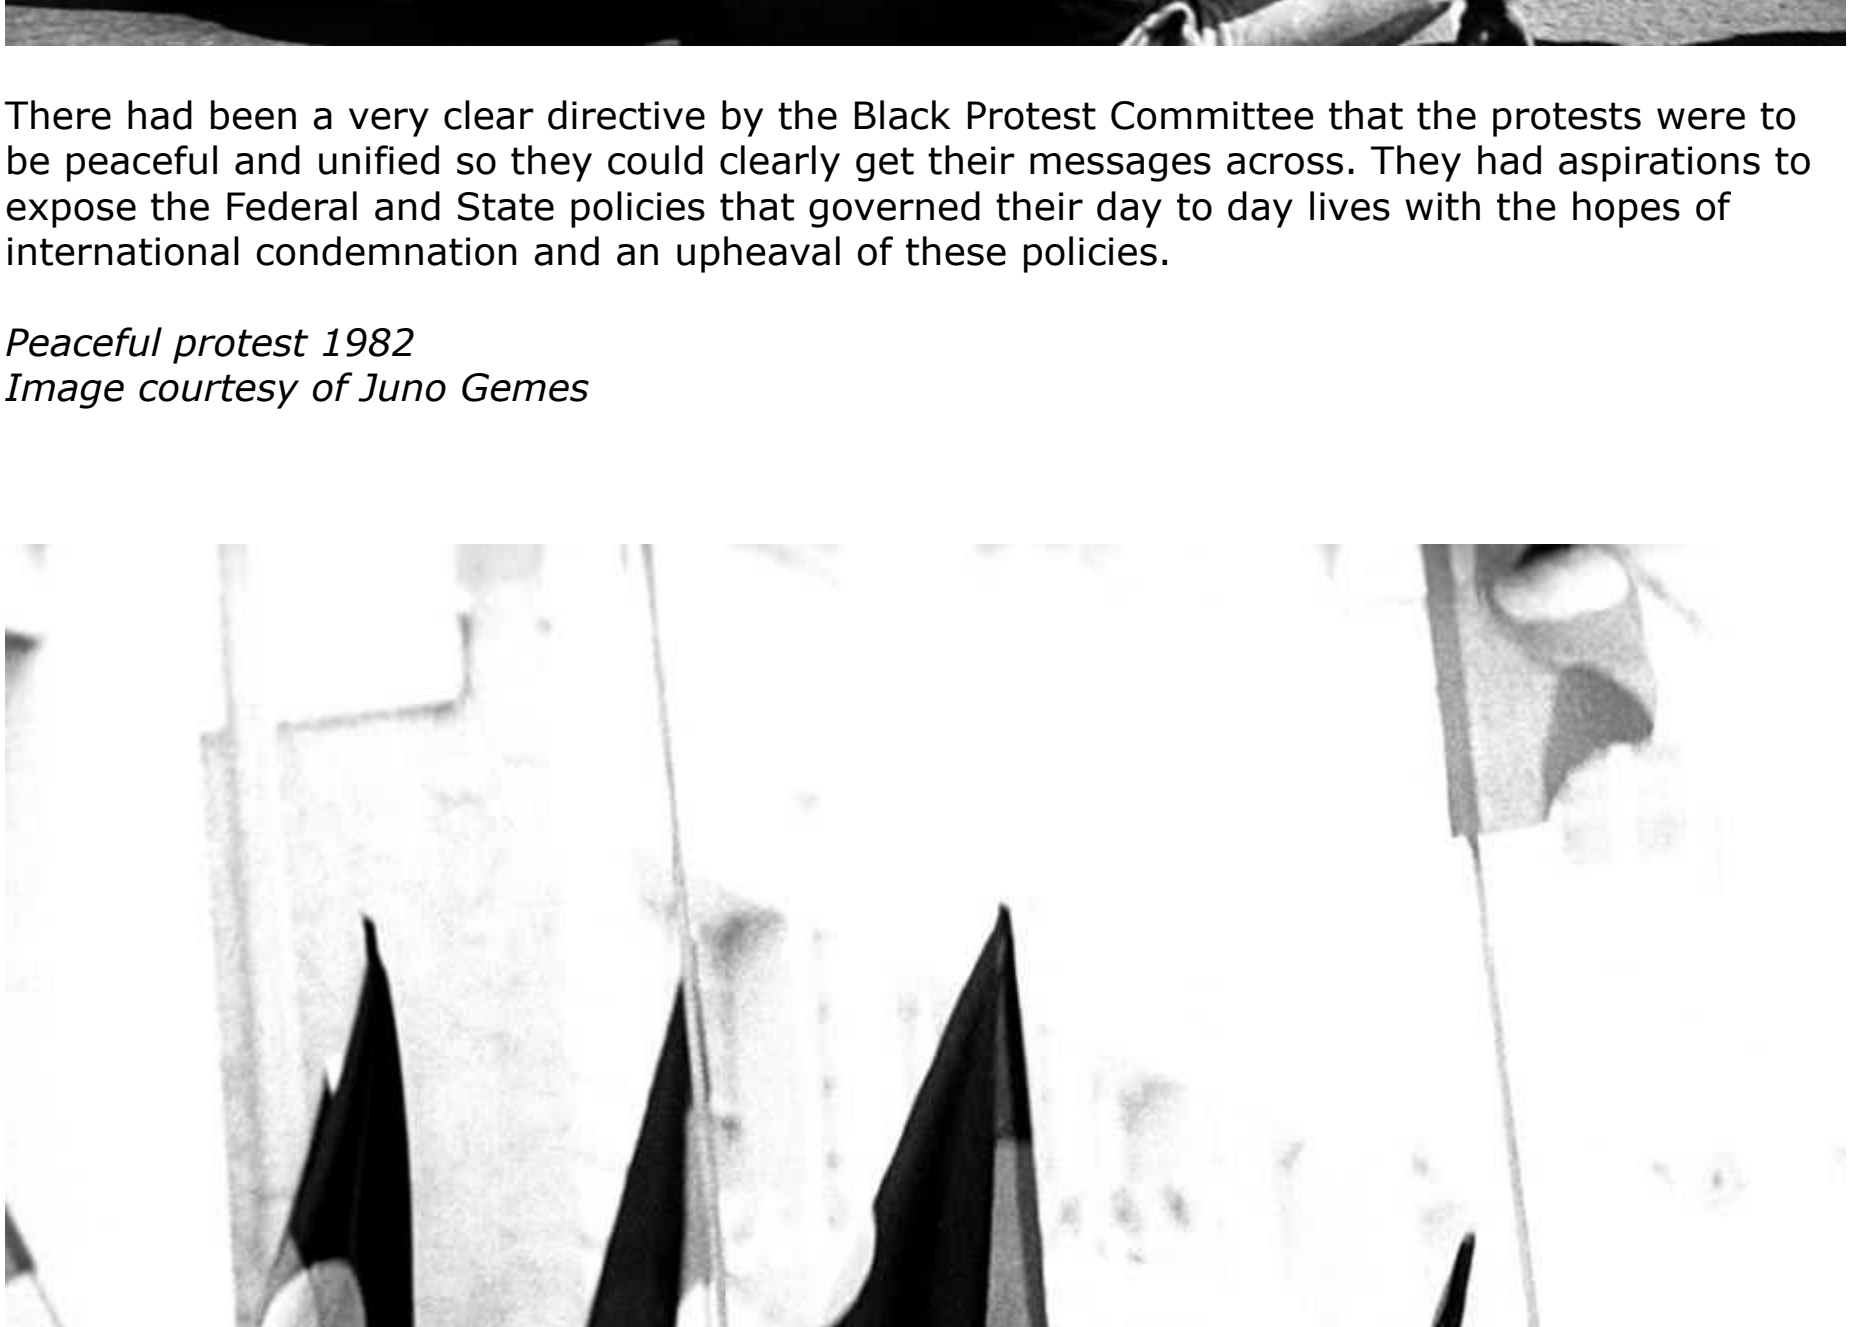 There had been a very clear directive by the Black Protest Committee that the protests were to
be peaceful and unified so they could clearly get their messages across. They had aspirations to
expose the Federal and State policies that governed their day to day lives with the hopes of
international condemnation and an upheaval of these policies.
Peaceful protest 1982
Image courtesy of Juno Gemes